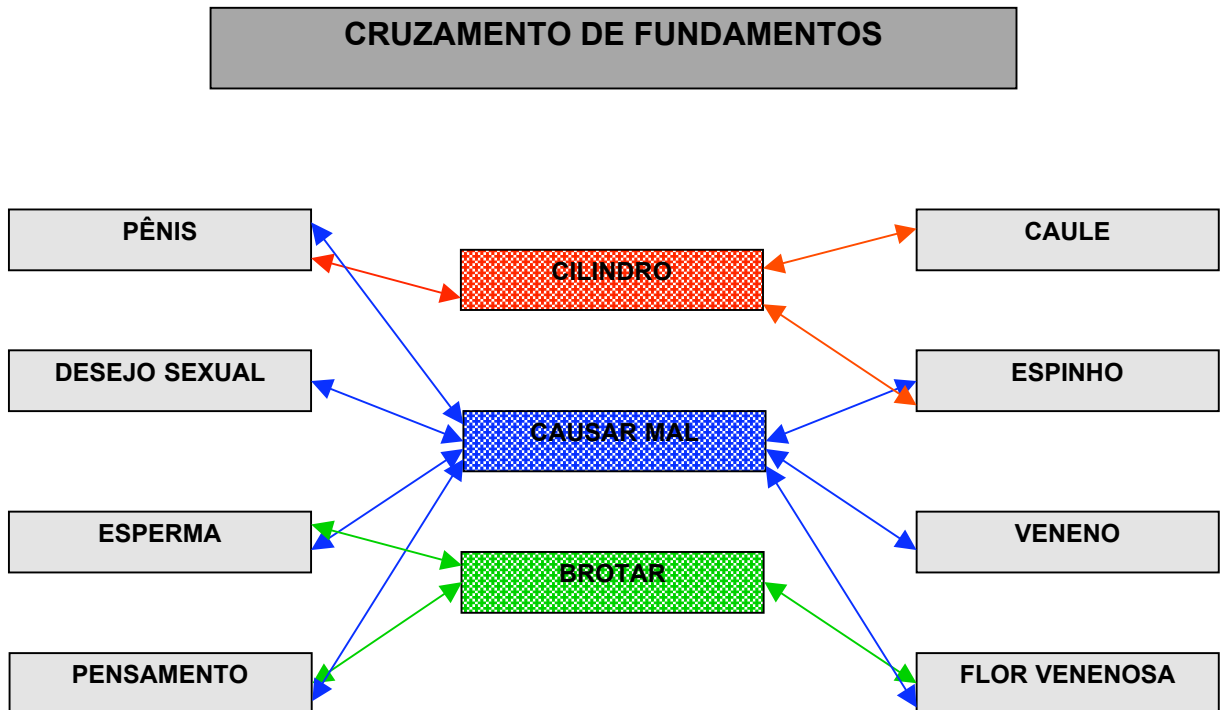 CRUZAMENTO DE FUNDAMENTOS
PÊNIS
CAULE
CILINDRO
DESEJO SEXUAL
ESPINHO
CAUSAR MAL
ESPERMA
VENENO
BROTAR
PENSAMENTO
FLOR VENENOSA